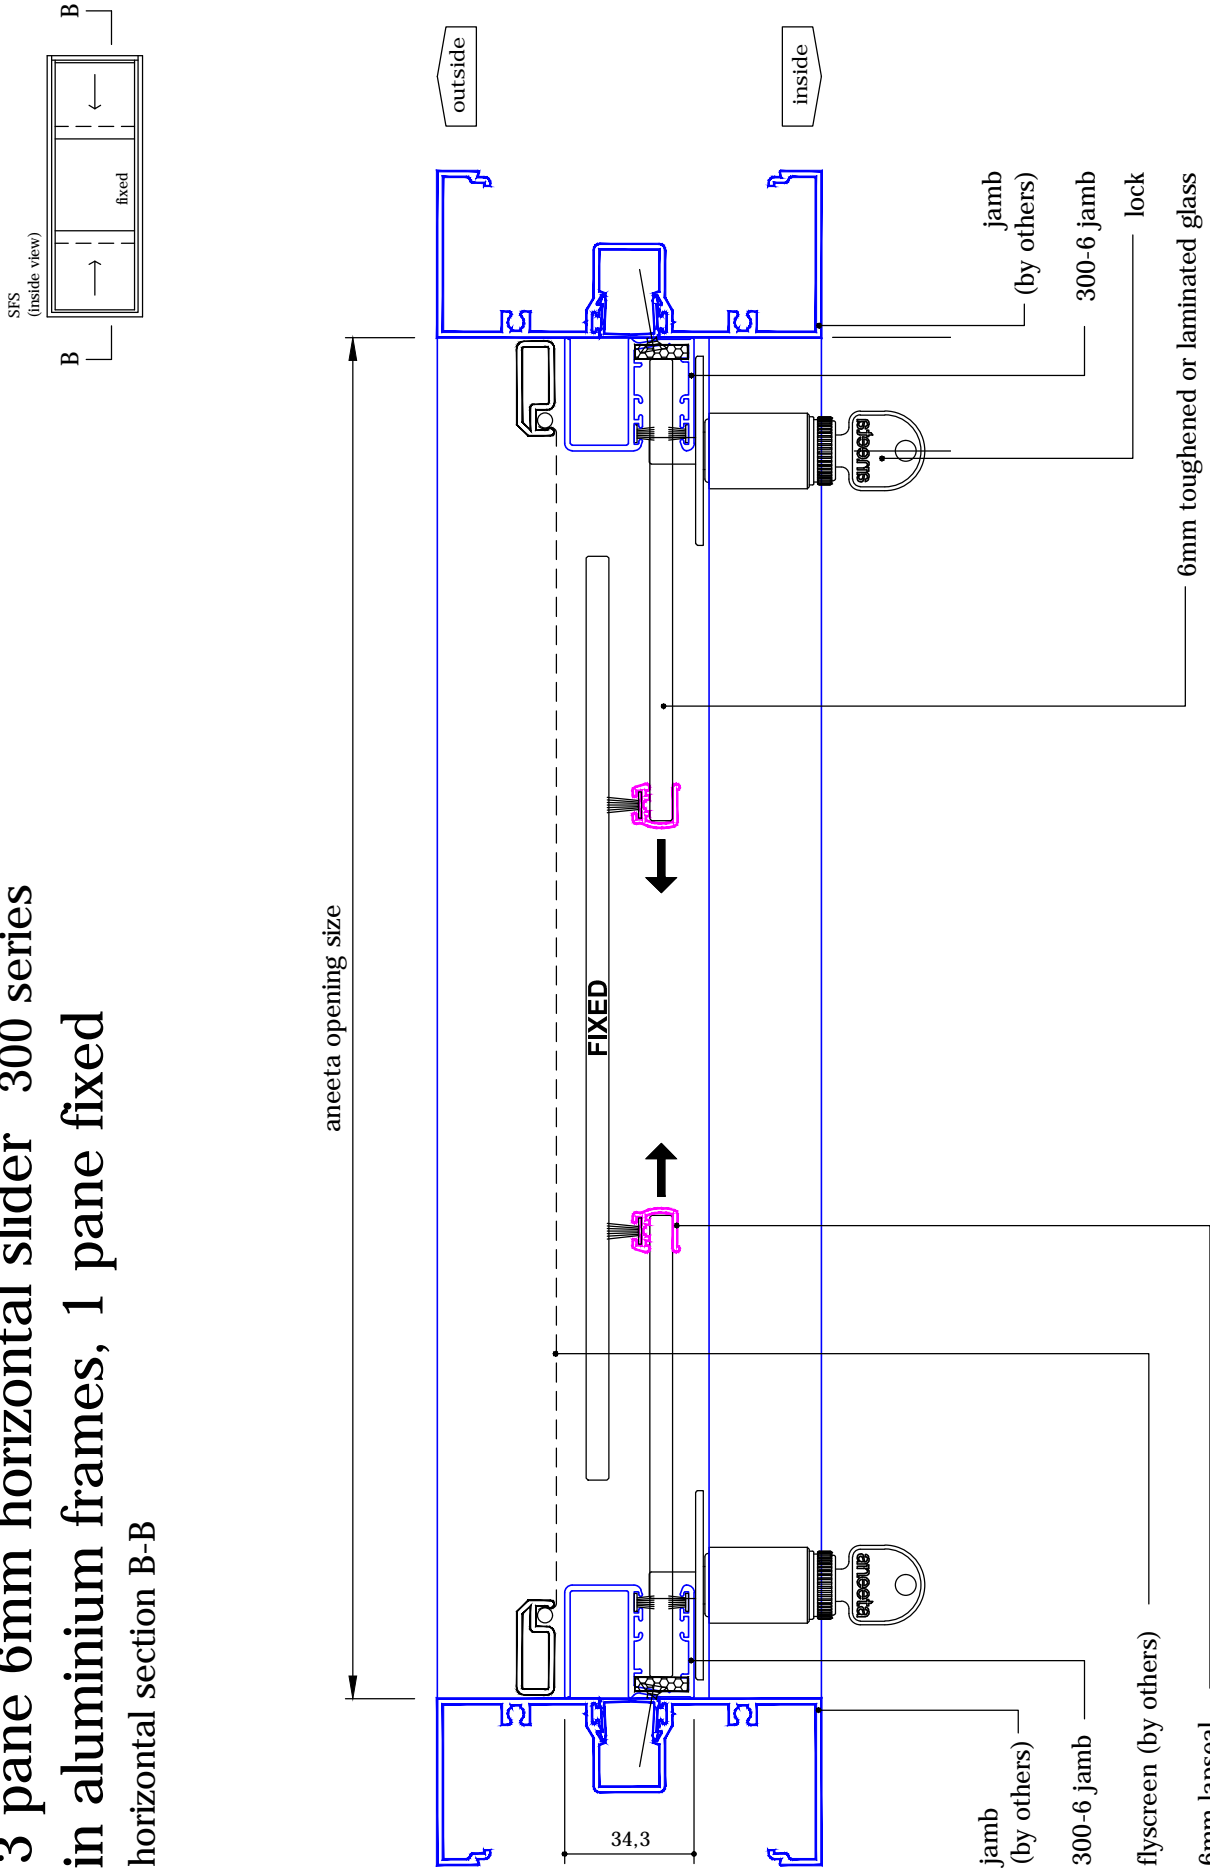 3 pane 6mm horizontal slider 300 series
in aluminium frames, 1 pane fixed
horizontal section B-B
SFS
(inside view)
B
B
fixed
aneeta opening size
outside
inside
FIXED
34,3
aneeta
aneeta
jamb
(by others)
300-6 jamb
flyscreen (by others)
6mm lapseal
jamb
(by others)
300-6 jamb
lock
6mm toughened or laminated glass